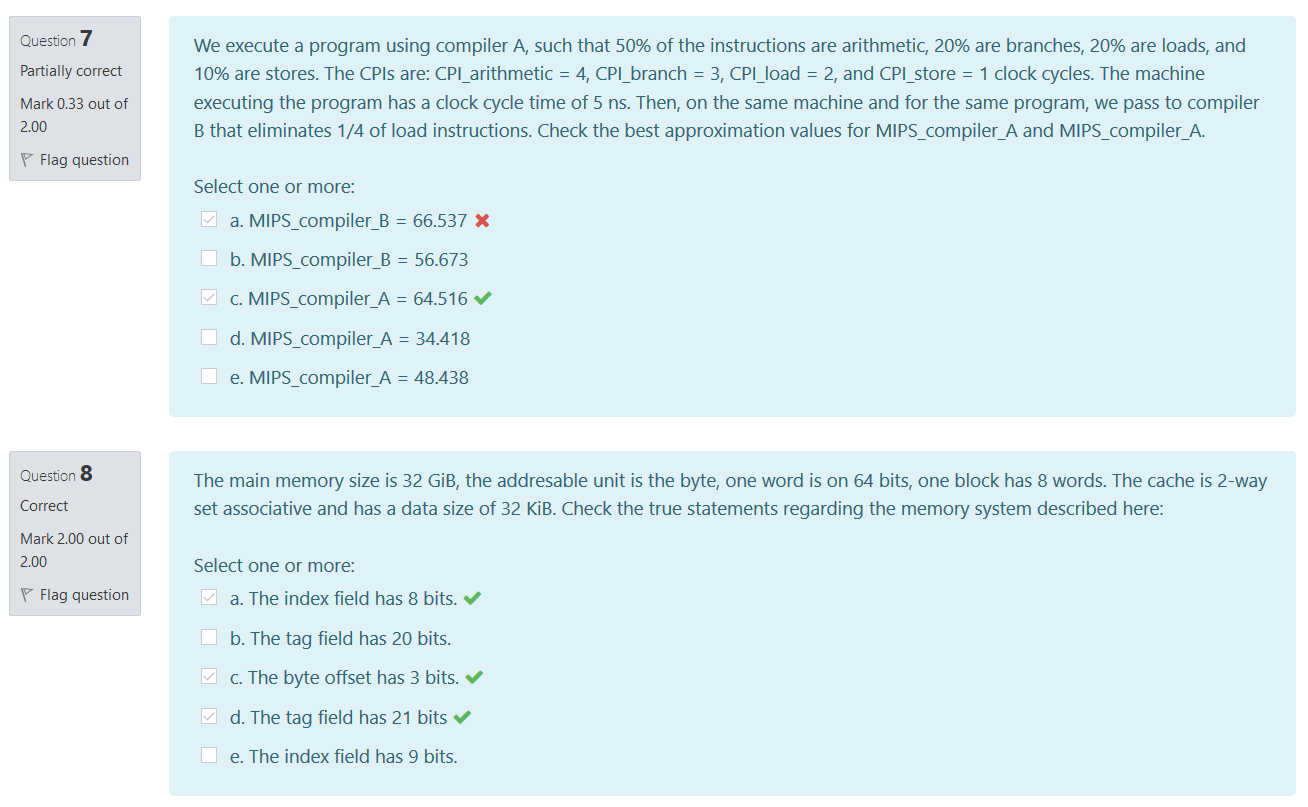 Question 7
Partially correct
Mark 0.33 out of
2.00
Flag question
We execute a program using compiler A, such that 50% of the instructions are arithmetic, 20% are branches, 20% are loads, and
10% are stores. The CPIs are: CPI_arithmetic = 4, CPI_branch = 3, CPI_load = 2, and CPI_store = 1 clock cycles. The machine
executing the program has a clock cycle time of 5 ns. Then, on the same machine and for the same program, we pass to compiler
B that eliminates 1/4 of load instructions. Check the best approximation values for MIPS_compiler_A and MIPS_compiler_A.
Select one or more:
a. MIPS_compiler_B = 66.537
b. MIPS_compiler_B = 56.673
c. MIPS_compiler_A = 64.516
d. MIPS_compiler_A = 34.418
e. MIPS_compiler_A = 48.438
Question 8
Correct
Mark 2.00 out of
2.00
Flag question
The main memory size is 32 GiB, the addresable unit is the byte, one word is on 64 bits, one block has 8 words. The cache is 2-way
set associative and has a data size of 32 KiB. Check the true statements regarding the memory system described here:
Select one or more:
a. The index field has 8 bits.
b. The tag field has 20 bits.
c. The byte offset has 3 bits.
d. The tag field has 21 bits
e. The index field has 9 bits.